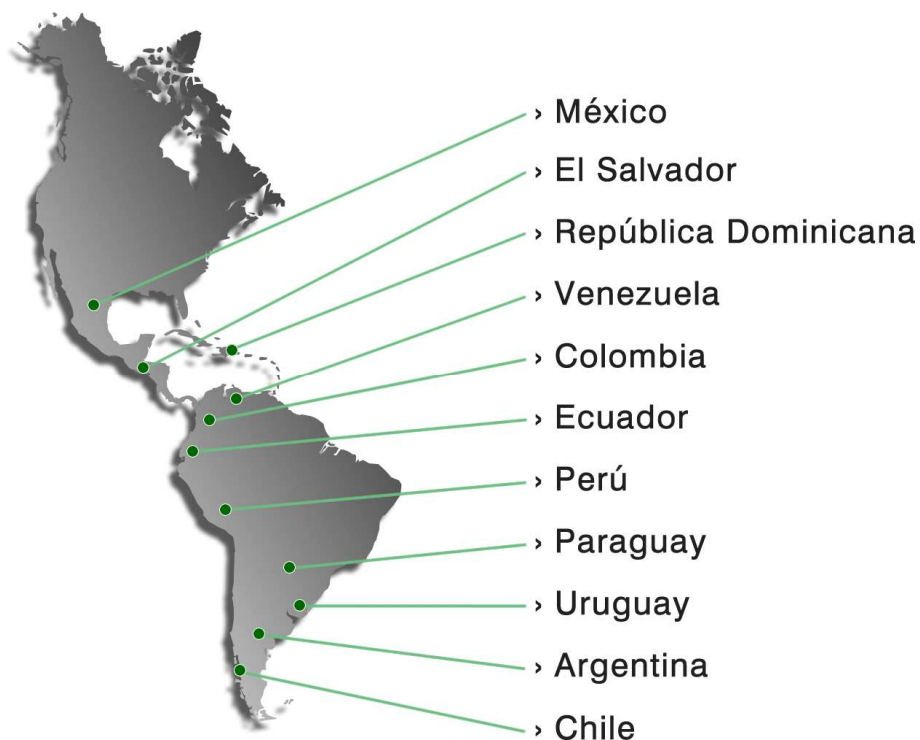 › México
› El Salvador
› República Dominicana
› Venezuela
› Colombia
› Ecuador
› Perú
› Paraguay
› Uruguay
› Argentina
› Chile